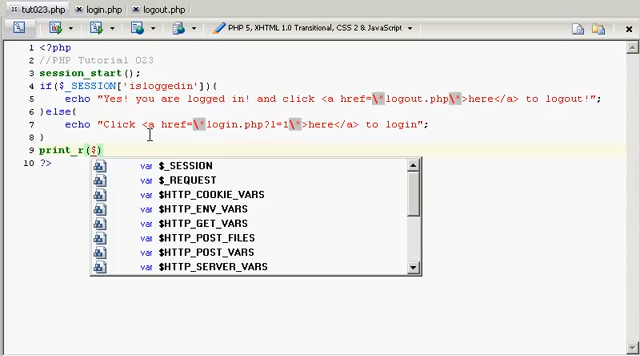 tut023.php login.php logout.php
PHP 5, XHTML 1.0 Transitional, CSS 2 & JavaScript
1 <?php
2 //PHP Tutorial 023
3 session_start();
4 if($_SESSION['isloggedin']){
5 echo "Yes! you are logged in! and click <a href=\"logout.php\">here</a> to logout!";
6 }else{
7 echo "Click <a href=\"login.php?l=1\">here</a> to login";
8 }
9 print_r($)
10 ?>
var $_SESSION
var $_REQUEST
var $HTTP_COOKIE_VARS
var $HTTP_ENV_VARS
var $HTTP_GET_VARS
var $HTTP_POST_FILES
var $HTTP_POST_VARS
var $HTTP_SERVER_VARS